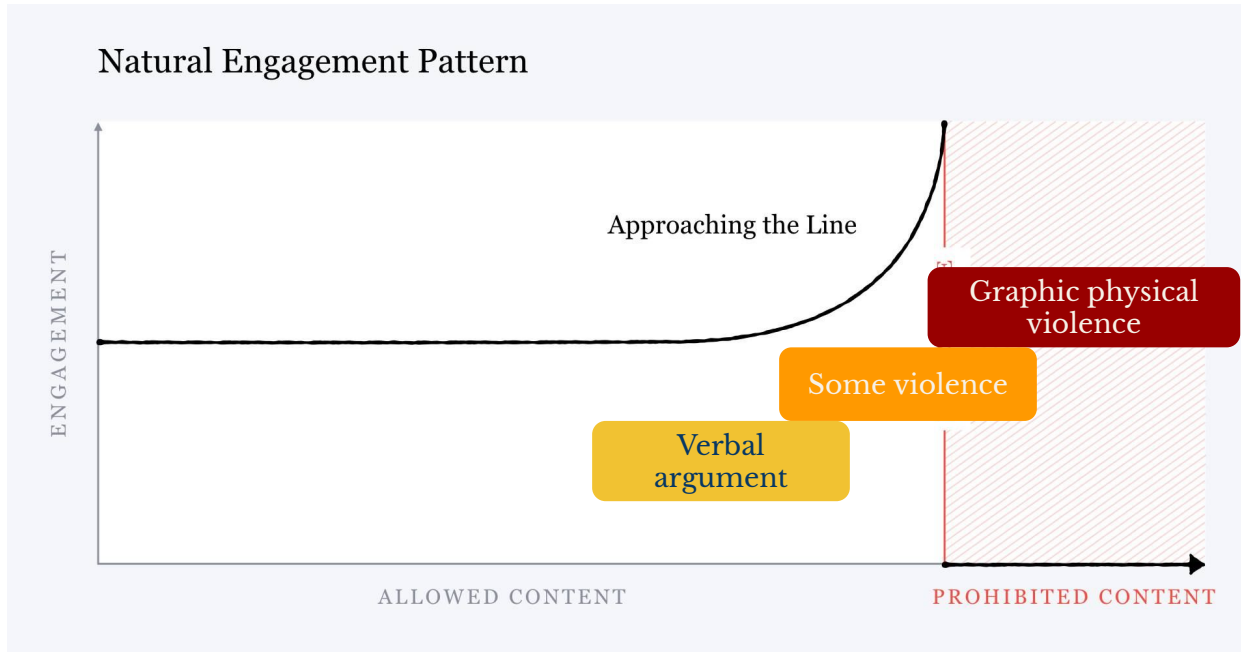 Natural Engagement Pattern
Approaching the Line
Graphic physical
violence
Some violence
Verbal
argument
ENGAGEMENT
ALLOWED CONTENT
PROHIBITED CONTENT